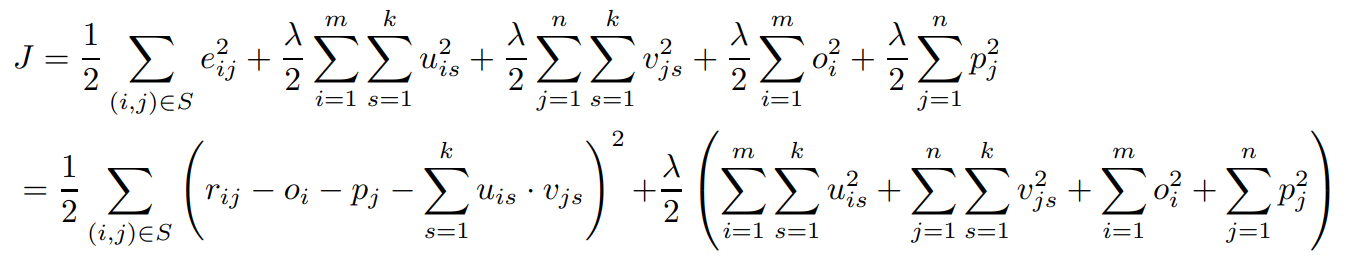 J = \frac{1}{2} \sum_{(i,j) \in S} e_{ij}^2 + \frac{\lambda}{2} \sum_{i=1}^{m} \sum_{s=1}^{k} u_{is}^2 + \frac{\lambda}{2} \sum_{j=1}^{n} \sum_{s=1}^{k} v_{js}^2 + \frac{\lambda}{2} \sum_{i=1}^{m} o_i^2 + \frac{\lambda}{2} \sum_{j=1}^{n} p_j^2
= \frac{1}{2} \sum_{(i,j) \in S} \left( r_{ij} - o_i - p_j - \sum_{s=1}^{k} u_{is} \cdot v_{js} \right)^2 + \frac{\lambda}{2} \left( \sum_{i=1}^{m} \sum_{s=1}^{k} u_{is}^2 + \sum_{j=1}^{n} \sum_{s=1}^{k} v_{js}^2 + \sum_{i=1}^{m} o_i^2 + \sum_{j=1}^{n} p_j^2 \right)